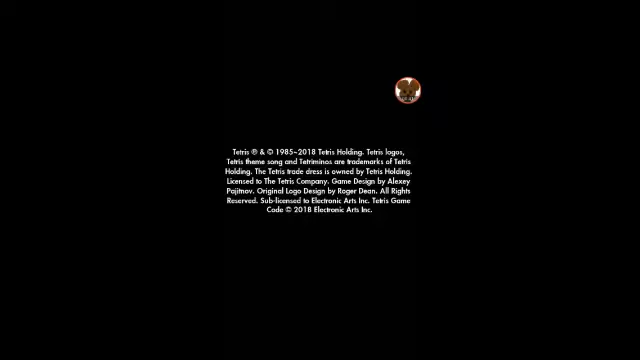 Tetris ® & © 1985~2018 Tetris Holding. Tetris logos,
Tetris theme song and Tetriminos are trademarks of Tetris
Holding. The Tetris trade dress is owned by Tetris Holding.
Licensed to The Tetris Company. Game Design by Alexey
Pajitnov. Original Logo Design by Roger Dean. All Rights
Reserved. Sub-licensed to Electronic Arts Inc. Tetris Game
Code © 2018 Electronic Arts Inc.